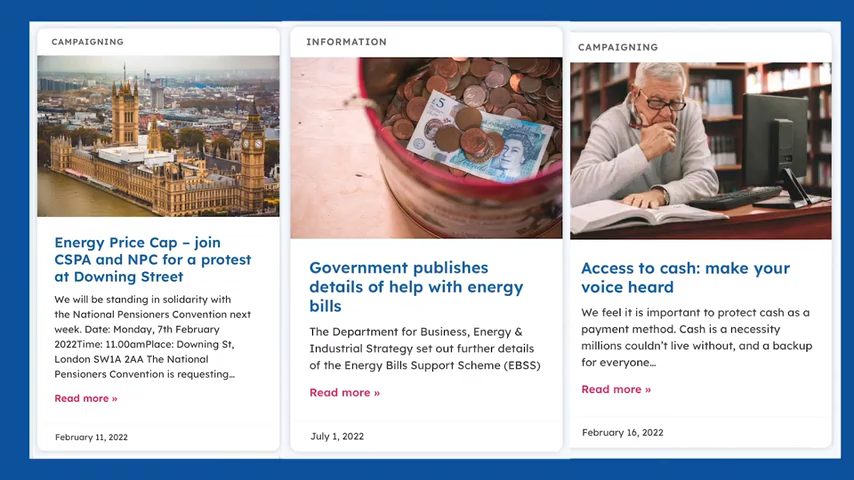 CAMPAIGNING
Energy Price Cap – join
CSPA and NPC for a protest
at Downing Street
We will be standing in solidarity with
the National Pensioners Convention next
week. Date: Monday, 7th February
2022Time: 11.00amPlace: Downing St,
London SW1A 2AA The National
Pensioners Convention is requesting...
Read more »
February 11, 2022
INFORMATION
£5
Government publishes
details of help with energy
bills
The Department for Business, Energy &
Industrial Strategy set out further details
of the Energy Bills Support Scheme (EBSS)
Read more »
July 1, 2022
CAMPAIGNING
Access to cash: make your
voice heard
We feel it is important to protect cash as a
payment method. Cash is a necessity
millions couldn't live without, and a backup
for everyone...
Read more »
February 16, 2022